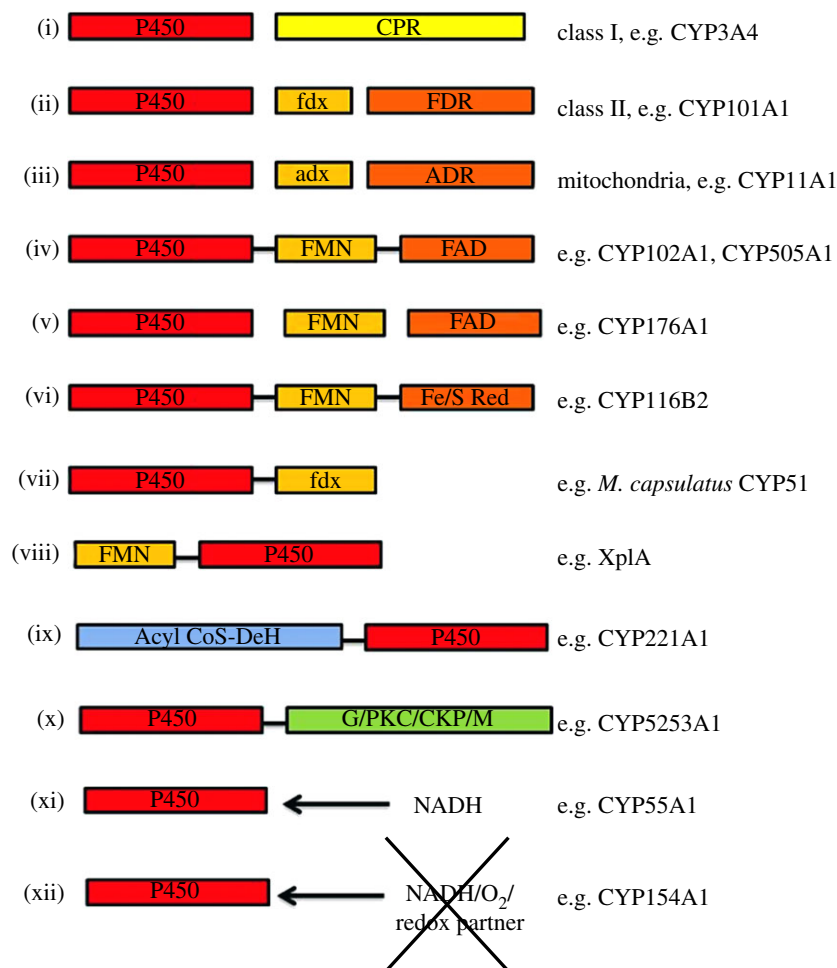 (i) P450 CPR class I, e.g. CYP3A4
(ii) P450 fdx FDR class II, e.g. CYP101A1
(iii) P450 adx ADR mitochondria, e.g. CYP11A1
(iv) P450 FMN FAD e.g. CYP102A1, CYP505A1
(v) P450 FMN FAD e.g. CYP176A1
(vi) P450 FMN Fe/S Red e.g. CYP116B2
(vii) P450 fdx e.g. M. capsulatus CYP51
(viii) FMN P450 e.g. XplA
(ix) Acyl CoS-DeH P450 e.g. CYP221A1
(x) P450 G/PKC/CKP/M e.g. CYP5253A1
(xi) P450 NADH e.g. CYP55A1
(xii) P450 NADH/O₂/ e.g. CYP154A1
redox partner